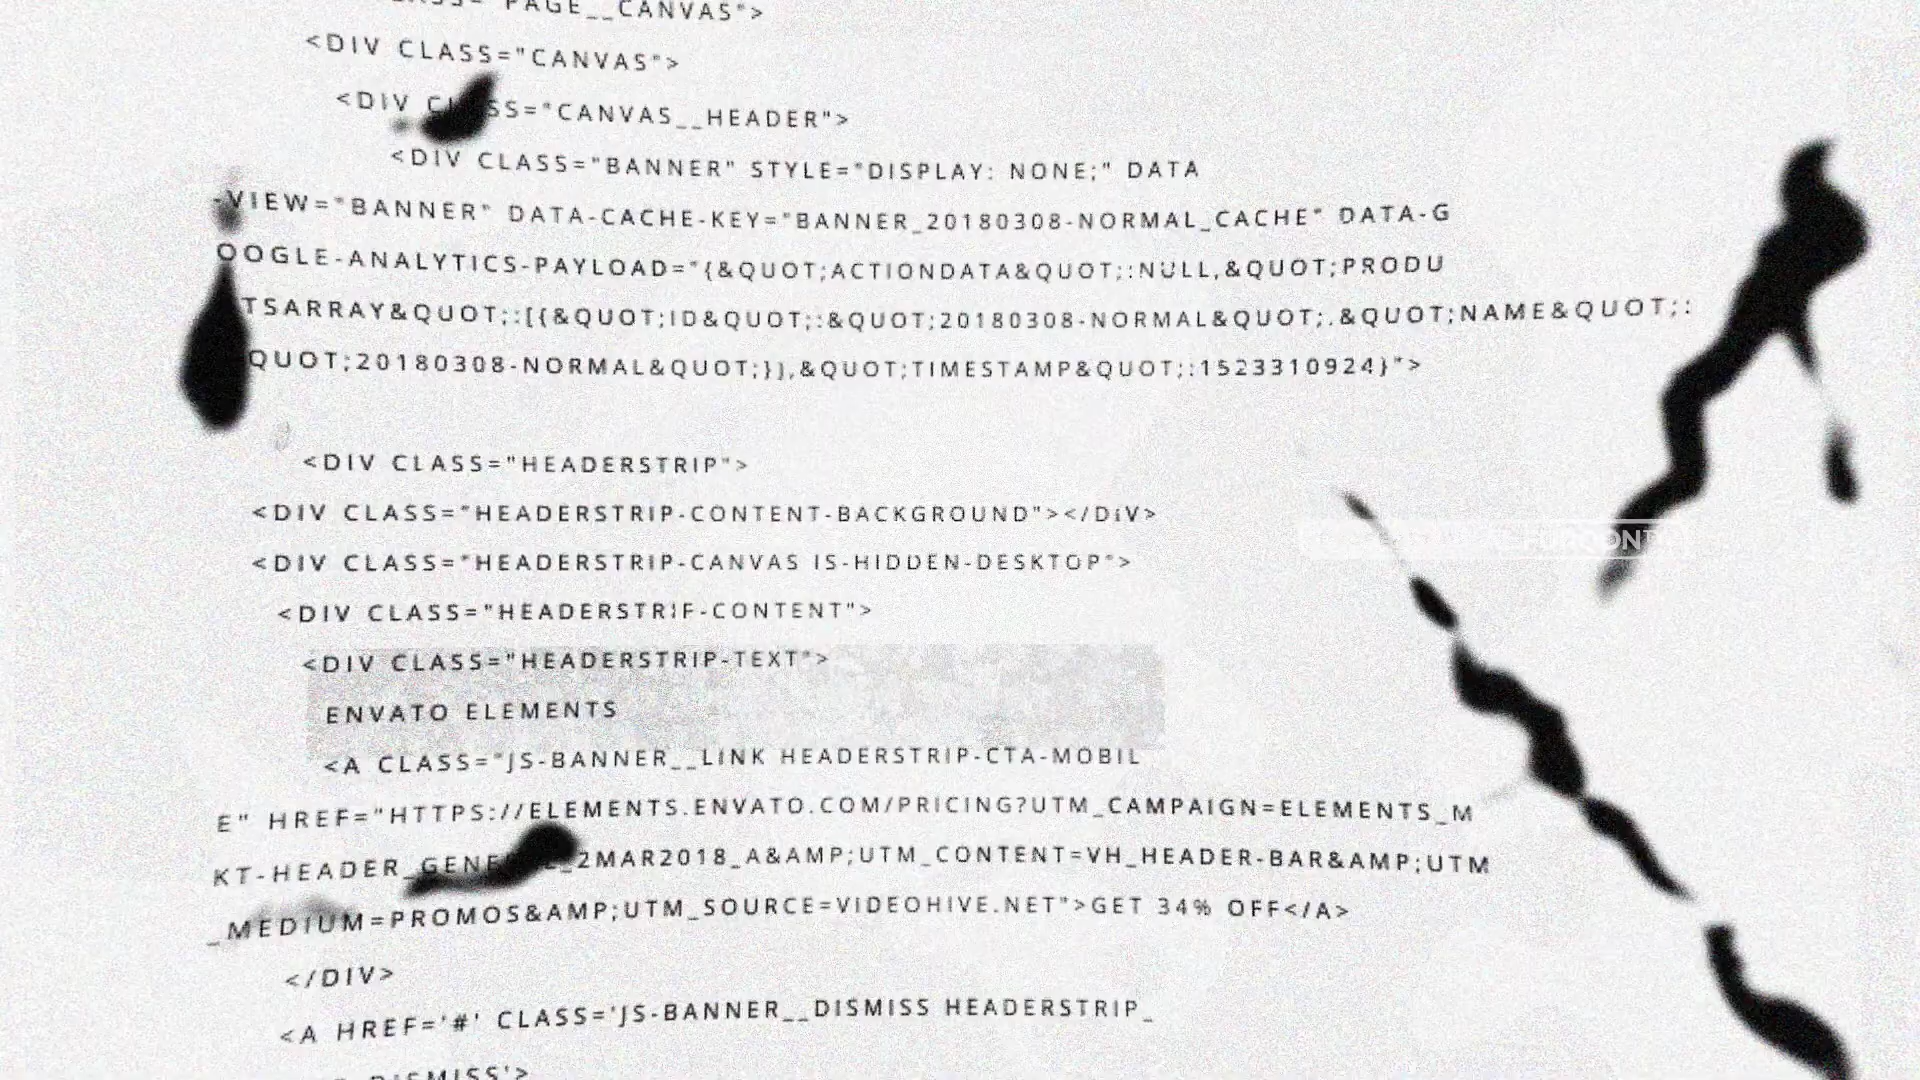 PAGE__CANVAS">
<DIV CLASS="CANVAS">
<DIV CLASS="CANVAS__HEADER">
<DIV CLASS="BANNER" STYLE="DISPLAY: NONE;" DATA
-VIEW="BANNER" DATA-CACHE-KEY="BANNER_20180308-NORMAL_CACHE" DATA-G
OOGLE-ANALYTICS-PAYLOAD="{&QUOT;ACTIONDATA&QUOT;:NULL,&QUOT;PRODU
TSARRAY&QUOT;:[{&QUOT;ID&QUOT;:&QUOT;20180308-NORMAL&QUOT;,&QUOT;NAME&QUOT;:
QUOT;20180308-NORMAL&QUOT;}],&QUOT;TIMESTAMP&QUOT;:1523310924}">
<DIV CLASS="HEADERSTRIP">
<DIV CLASS="HEADERSTRIP-CONTENT-BACKGROUND"></DIV>
<DIV CLASS="HEADERSTRIP-CANVAS IS-HIDDEN-DESKTOP">
<DIV CLASS="HEADERSTRIP-CONTENT">
<DIV CLASS="HEADERSTRIP-TEXT">
ENVATO ELEMENTS
<A CLASS="JS-BANNER__LINK HEADERSTRIP-CTA-MOBIL
E" HREF="HTTPS://ELEMENTS.ENVATO.COM/PRICING?UTM_CAMPAIGN=ELEMENTS_M
KT-HEADER_GENE 2MAR2018_A&AMP;UTM_CONTENT=VH_HEADER-BAR&AMP;UTM
_MEDIUM=PROMOS&AMP;UTM_SOURCE=VIDEOHIVE.NET">GET 34% OFF</A>
</DIV>
<A HREF='#' CLASS='JS-BANNER__DISMISS HEADERSTRIP_